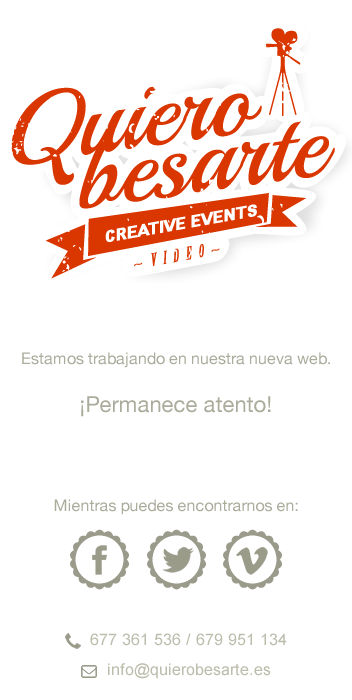 Quiero
besarte
CREATIVE EVENTS
~ VIDEO ~
Estamos trabajando en nuestra nueva web.
¡Permanece atento!
Mientras puedes encontrarnos en:
677 361 536 / 679 951 134
info@quierobesarte.es